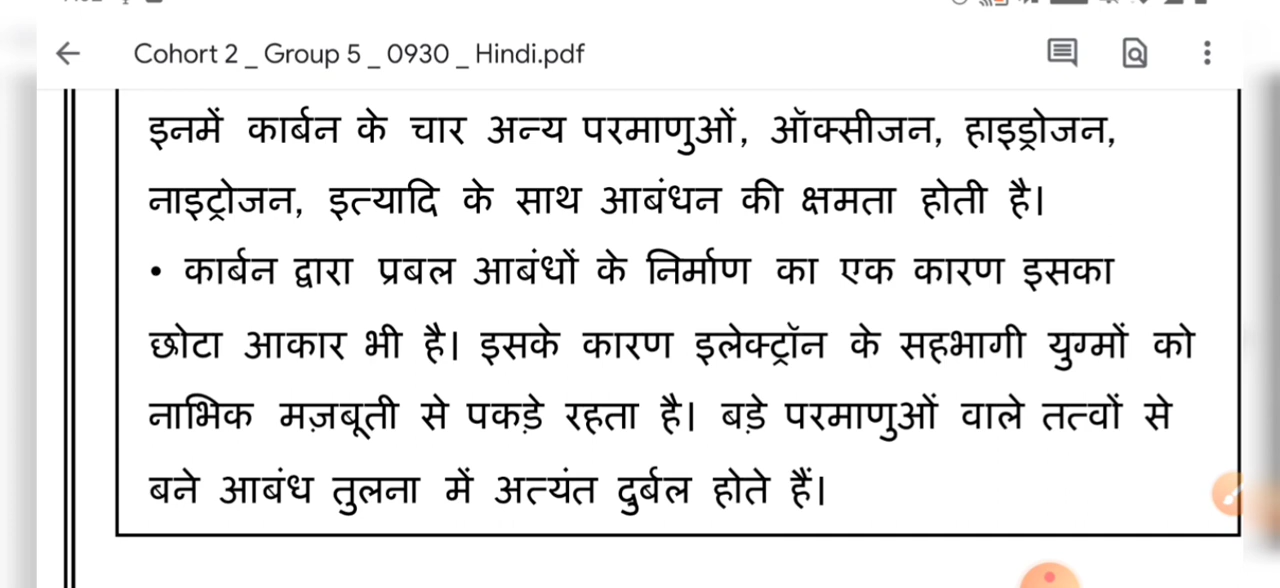 Cohort 2 _ Group 5 _ 0930 _ Hindi.pdf
इनमें कार्बन के चार अन्य परमाणुओं, ऑक्सीजन, हाइड्रोजन,
नाइट्रोजन, इत्यादि के साथ आबंधन की क्षमता होती है।
• कार्बन द्वारा प्रबल आबंधों के निर्माण का एक कारण इसका
छोटा आकार भी है। इसके कारण इलेक्ट्रॉन के सहभागी युग्मों को
नाभिक मज़बूती से पकड़े रहता है। बड़े परमाणुओं वाले तत्वों से
बने आबंध तुलना में अत्यंत दुर्बल होते हैं।